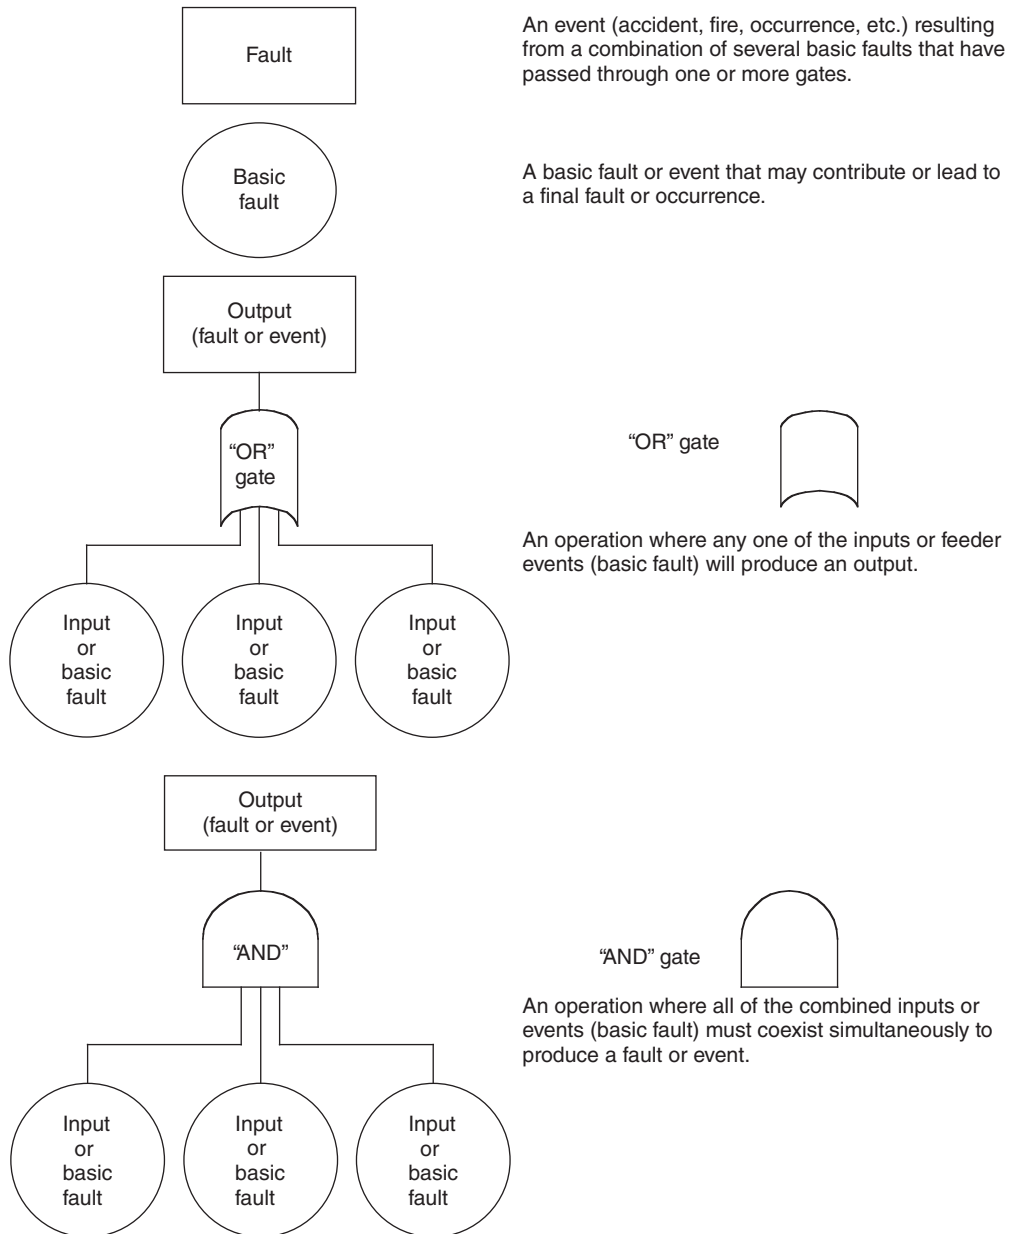 Fault
An event (accident, fire, occurrence, etc.) resulting
from a combination of several basic faults that have
passed through one or more gates.
Basic
fault
A basic fault or event that may contribute or lead to
a final fault or occurrence.
Output
(fault or event)
“OR”
gate
“OR” gate
An operation where any one of the inputs or feeder
events (basic fault) will produce an output.
Input
or
basic
fault
Input
or
basic
fault
Input
or
basic
fault
Output
(fault or event)
“AND”
“AND” gate
An operation where all of the combined inputs or
events (basic fault) must coexist simultaneously to
produce a fault or event.
Input
or
basic
fault
Input
or
basic
fault
Input
or
basic
fault